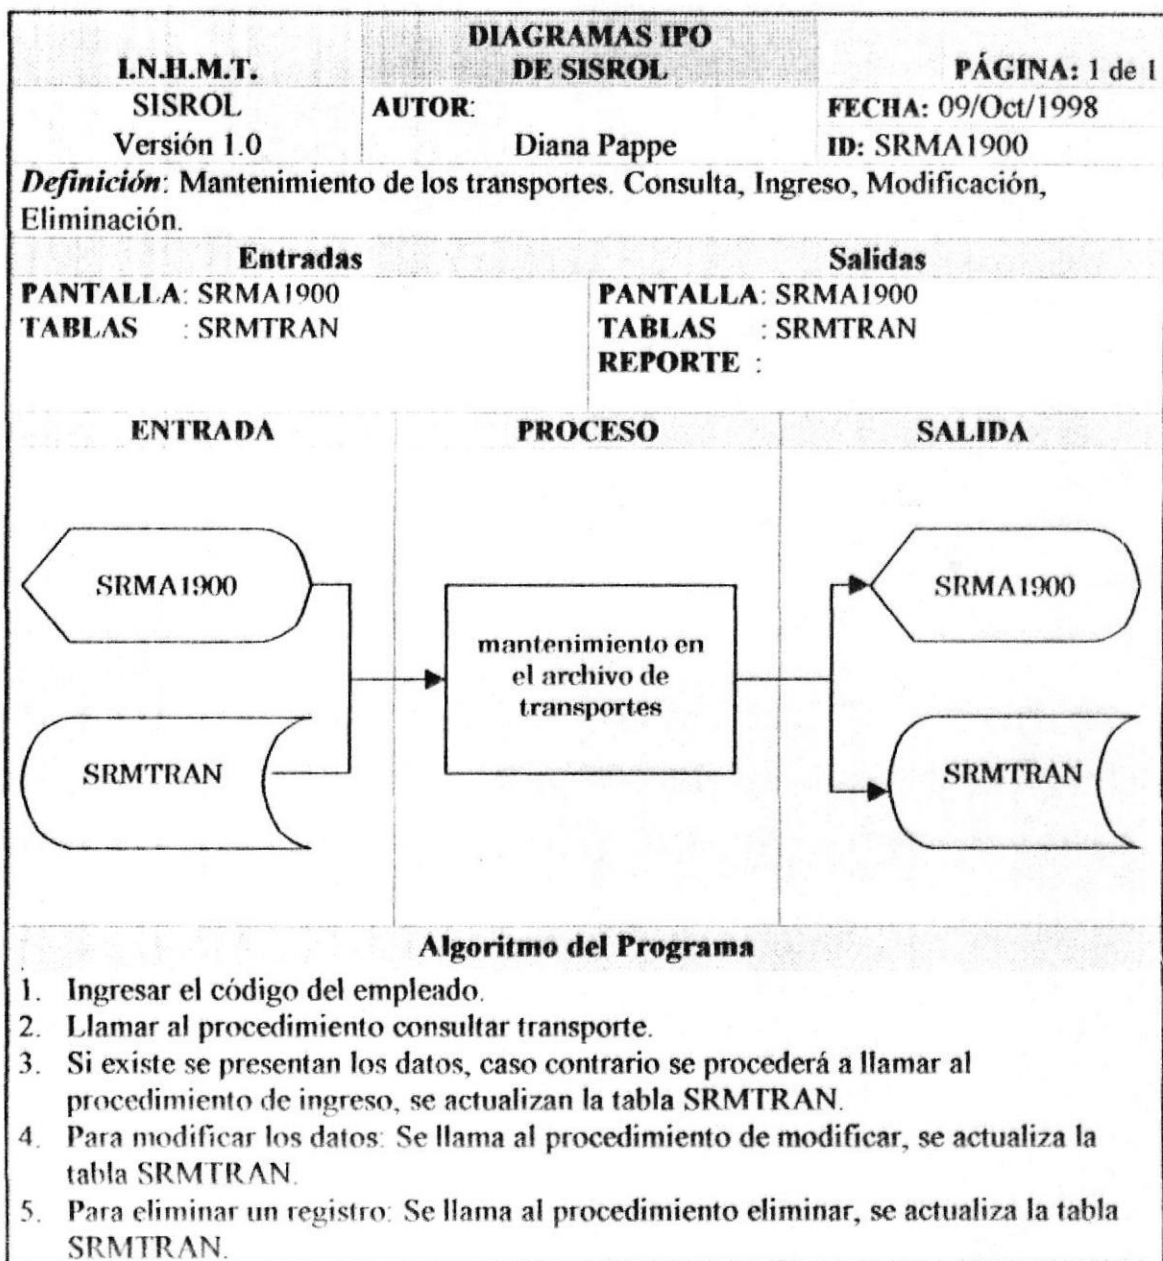 DIAGRAMAS IPO
I.N.H.M.T.
DE SISROL
PÁGINA: 1 de 1
SISROL
AUTOR:
FECHA: 09/Oct/1998
Versión 1.0
Diana Pappe
ID: SRMA1900
Definición: Mantenimiento de los transportes. Consulta, Ingreso, Modificación,
Eliminación.
Entradas
Salidas
PANTALLA: SRMA1900
TABLAS : SRMTRAN
PANTALLA: SRMA1900
TABLAS : SRMTRAN
REPORTE :
ENTRADA
PROCESO
SALIDA
SRMA1900
SRMTRAN
mantenimiento en
el archivo de
transportes
SRMA1900
SRMTRAN
Algoritmo del Programa
1. Ingresar el código del empleado.
2. Llamar al procedimiento consultar transporte.
3. Si existe se presentan los datos, caso contrario se procederá a llamar al
procedimiento de ingreso, se actualizan la tabla SRMTRAN.
4. Para modificar los datos: Se llama al procedimiento de modificar, se actualiza la
tabla SRMTRAN.
5. Para eliminar un registro: Se llama al procedimiento eliminar, se actualiza la tabla
SRMTRAN.